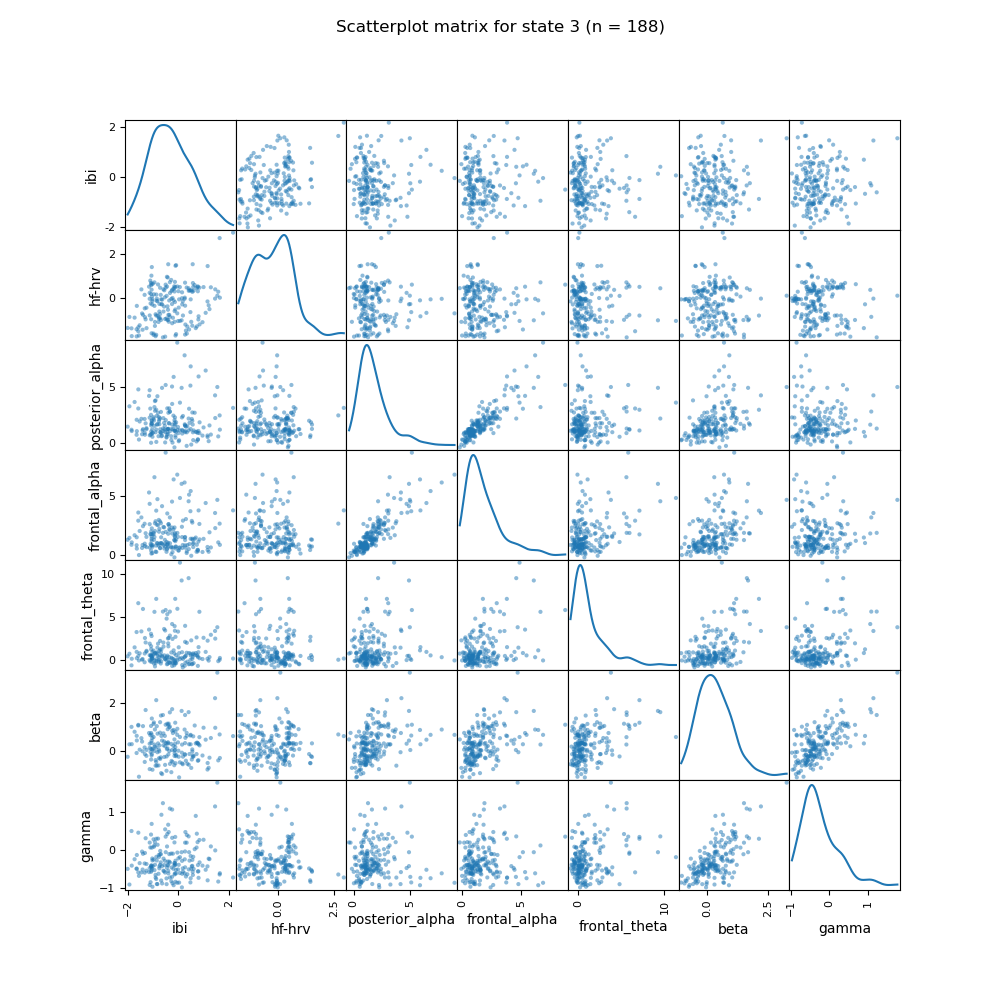 Scatterplot matrix for state 3 (n = 188)
ibi
2
0
-2
hf-hrv
2
0
posterior_alpha
5
0
frontal_alpha
5
0
frontal_theta
10
5
0
beta
2
0
gamma
1
0
−1
−2 0 2 0.0 2.5 0 5 0 5 0 10 0.0 2.5 −1 0 1
ibi hf-hrv posterior_alpha frontal_alpha frontal_theta beta gamma